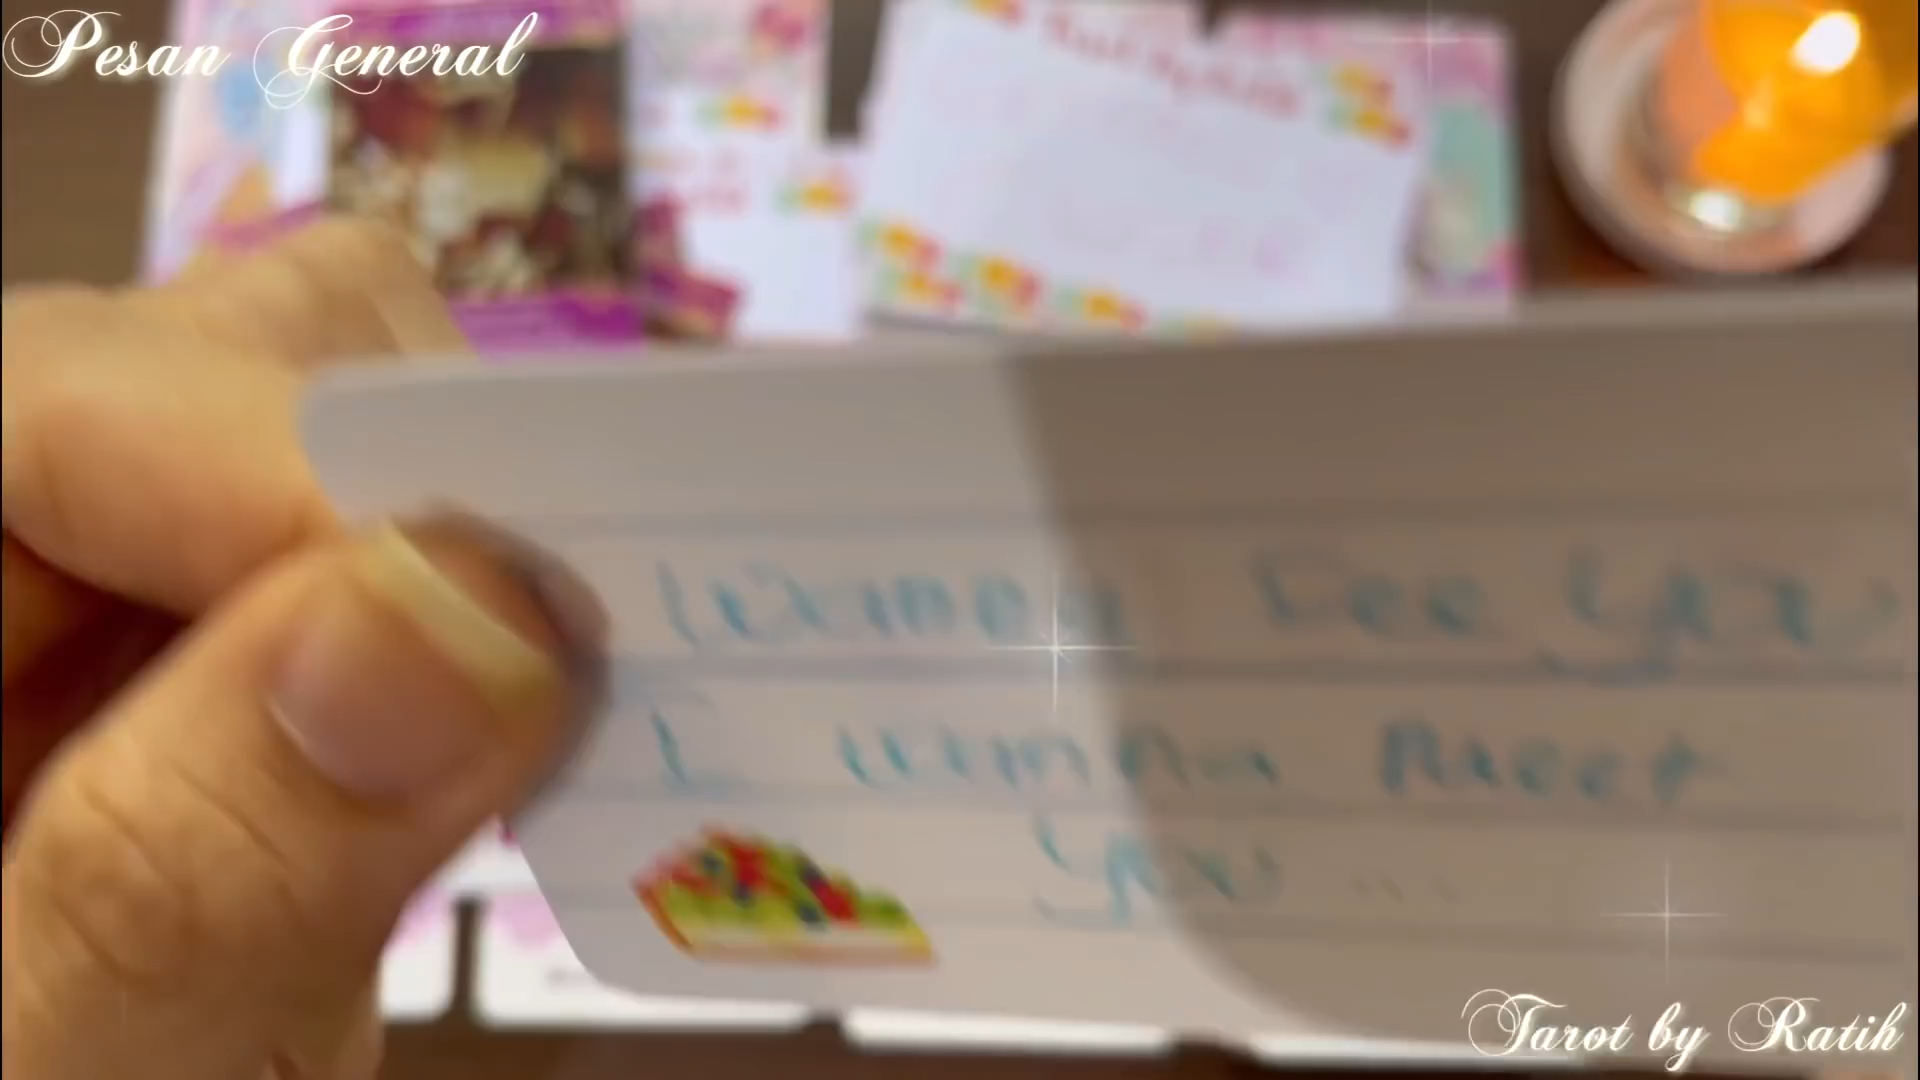 Pesan General
I Wanna See you
I wanna Meet
you ...
Tarot by Ratih